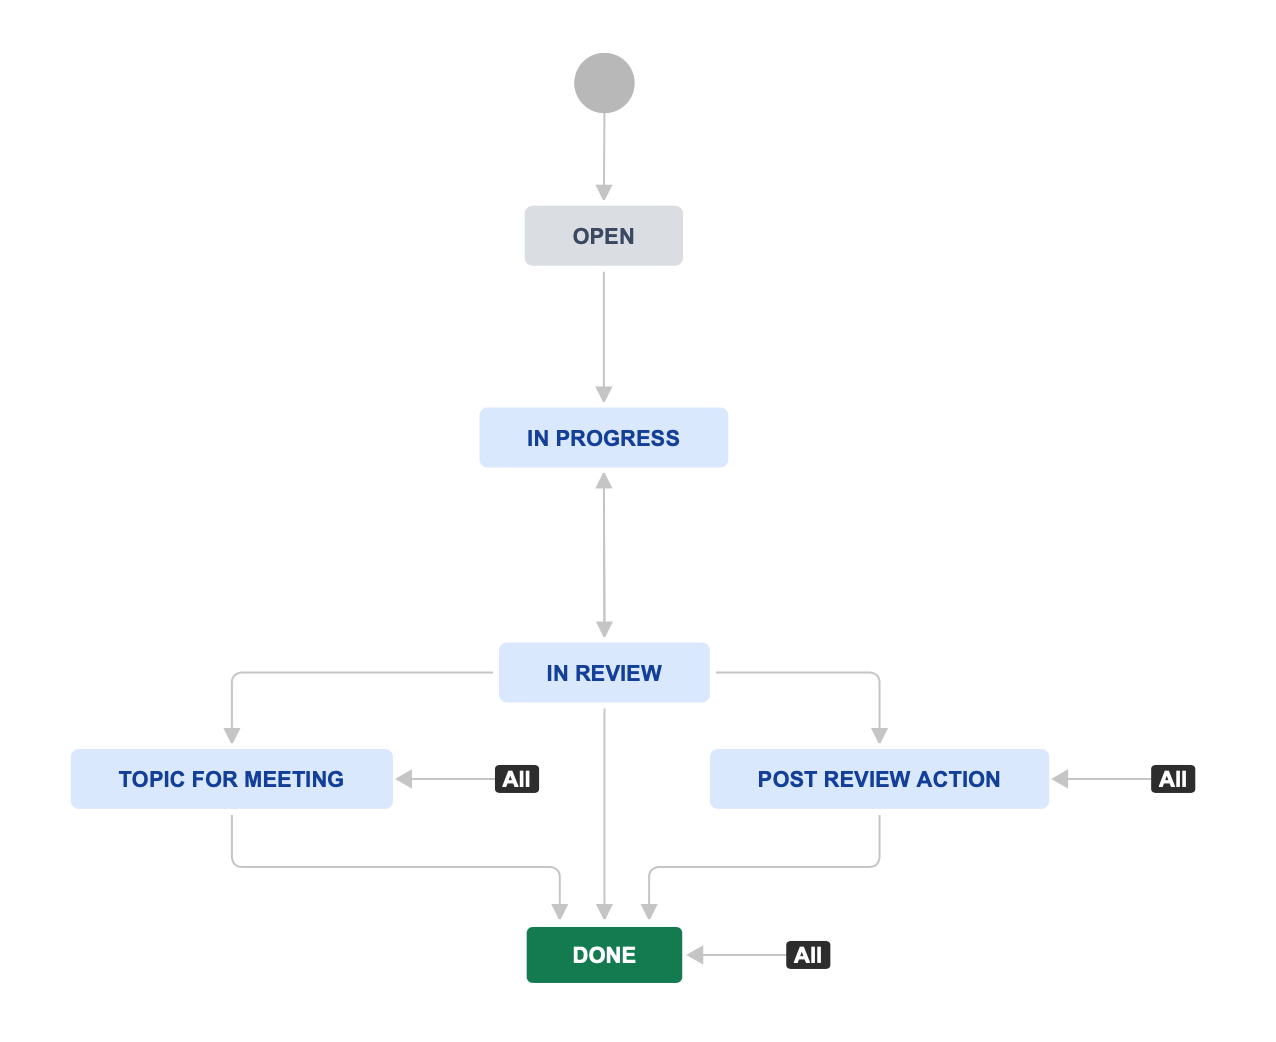 OPEN
IN PROGRESS
IN REVIEW
TOPIC FOR MEETING
All
POST REVIEW ACTION
All
DONE
All